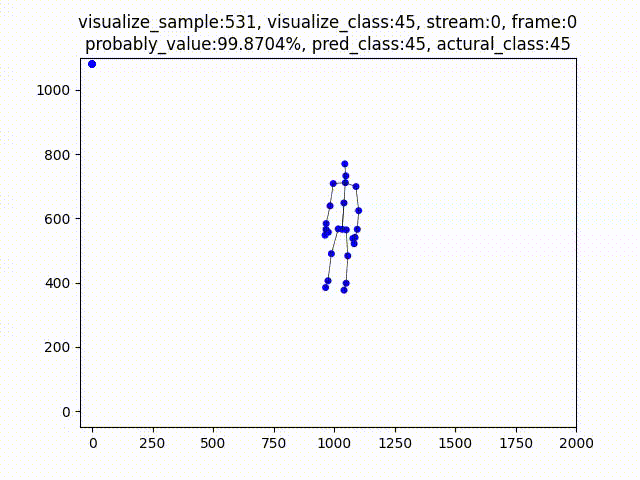 visualize_sample:531, visualize_class:45, stream:0, frame:0
probably_value:99.8704%, pred_class:45, actural_class:45
1000
800
600
400
200
0
0 250 500 750 1000 1250 1500 1750 2000